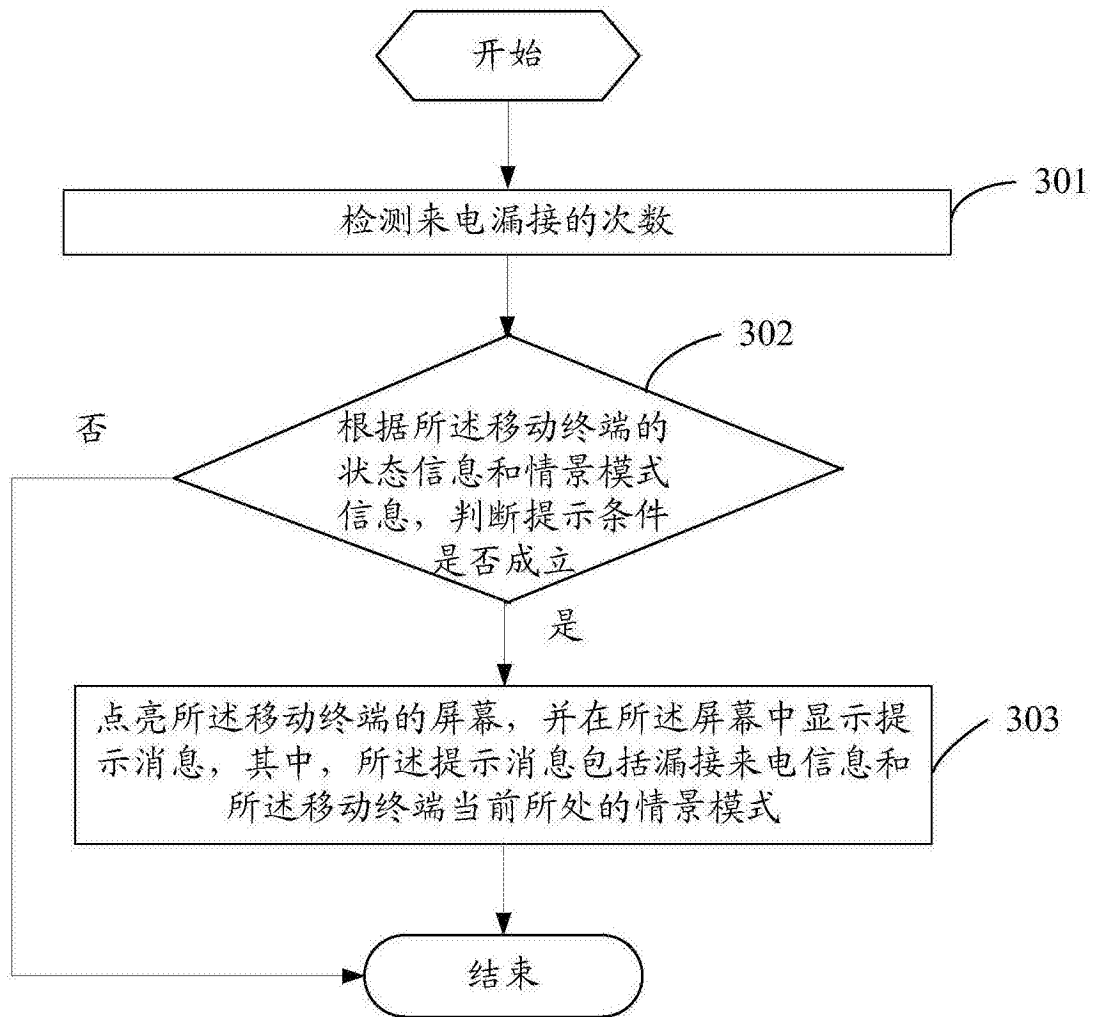 开始
301
检测来电漏接的次数
302
否
根据所述移动终端的
状态信息和情景模式
信息，判断提示条件
是否成立
是
点亮所述移动终端的屏幕，并在所述屏幕中显示提
示消息，其中，所述提示消息包括漏接来电信息和
所述移动终端当前所处的情景模式
303
结束